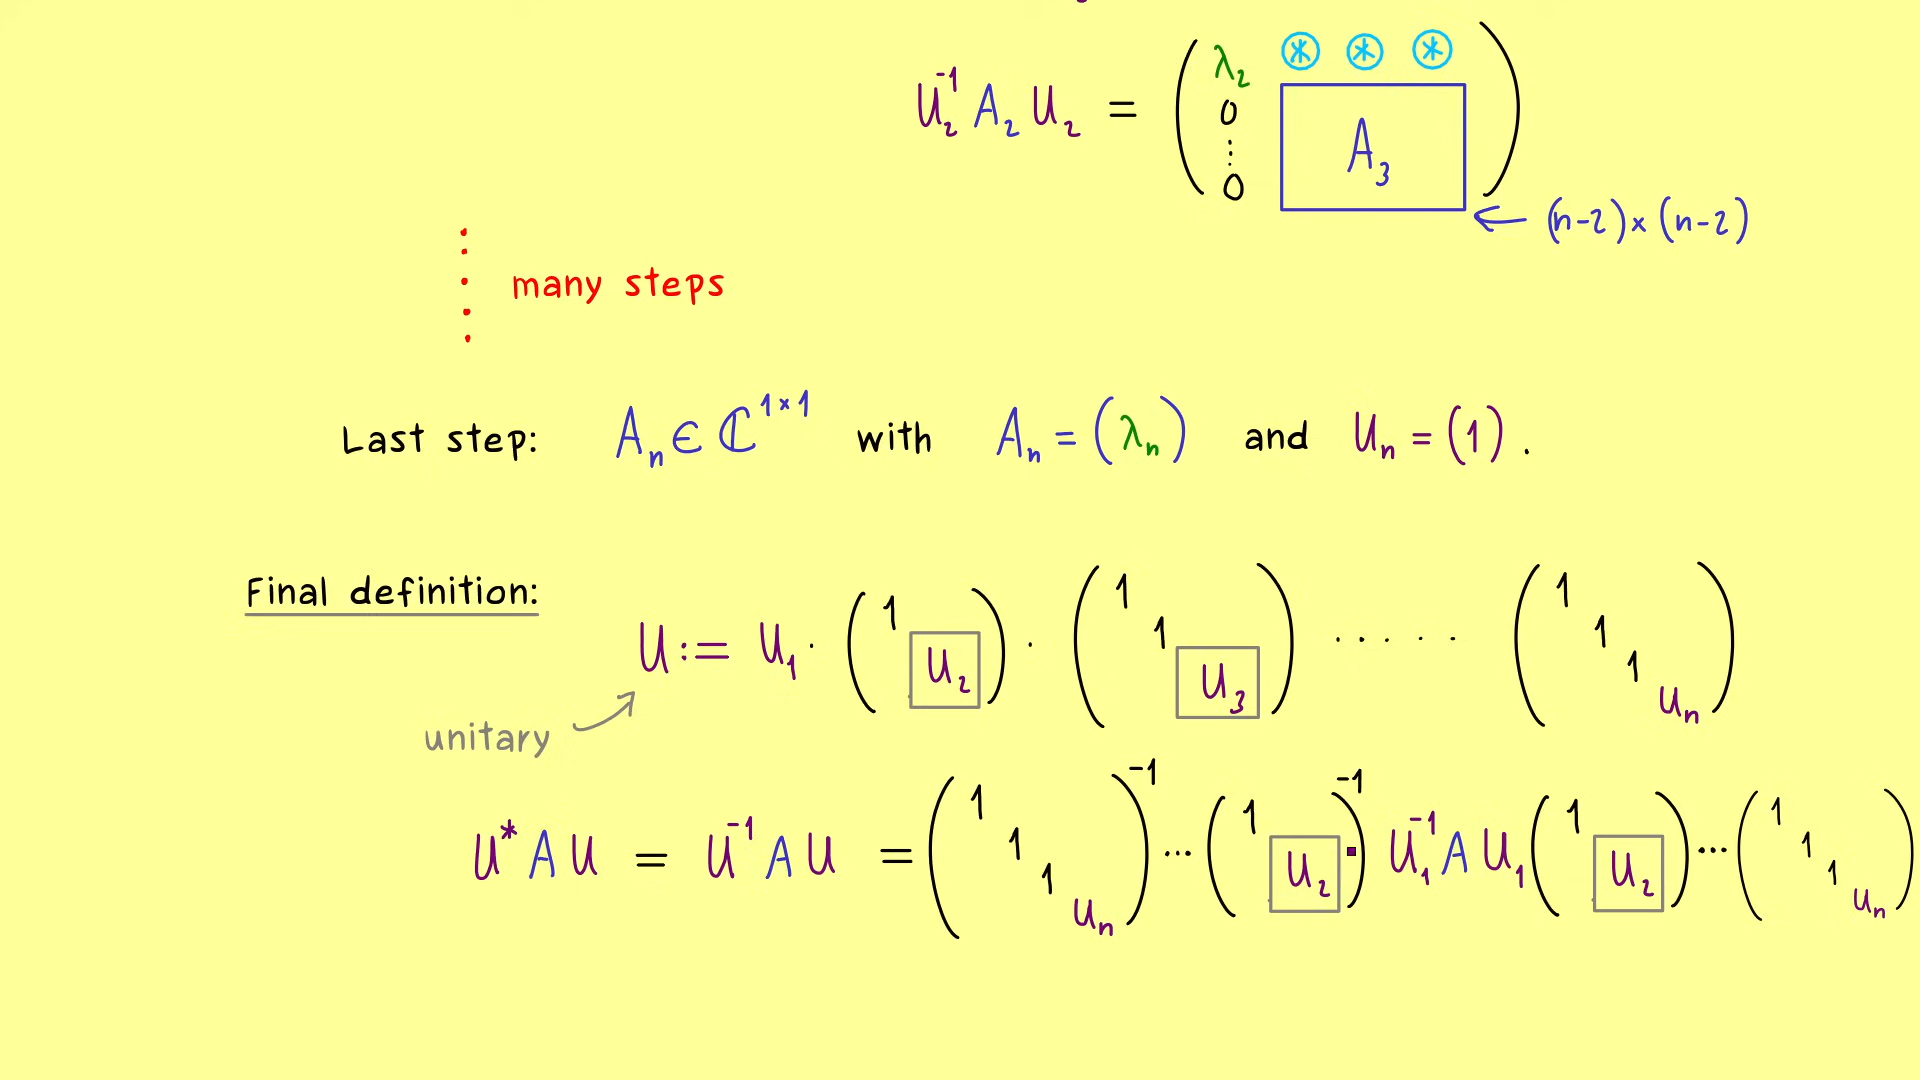 U₂⁻¹ A₂ U₂ = ( λ₂ ⊛ ⊛ ⊛
0
⋮ A₃
0 )
← (n-2)×(n-2)
⋮ many steps
Last step: Aₙ ∈ ℂ^{1×1} with Aₙ = (λₙ) and Uₙ = (1) .
Final definition:
U := U₁ · ( 1 U₂ ) · ( 1 1 U₃ ) ····· ( 1 1 1 Uₙ )
unitary
U* A U = U⁻¹ A U = ( 1 1 1 Uₙ )⁻¹ ··· ( 1 U₂ )⁻¹ U₁⁻¹ A U₁ ( 1 U₂ ) ··· ( 1 1 1 Uₙ )